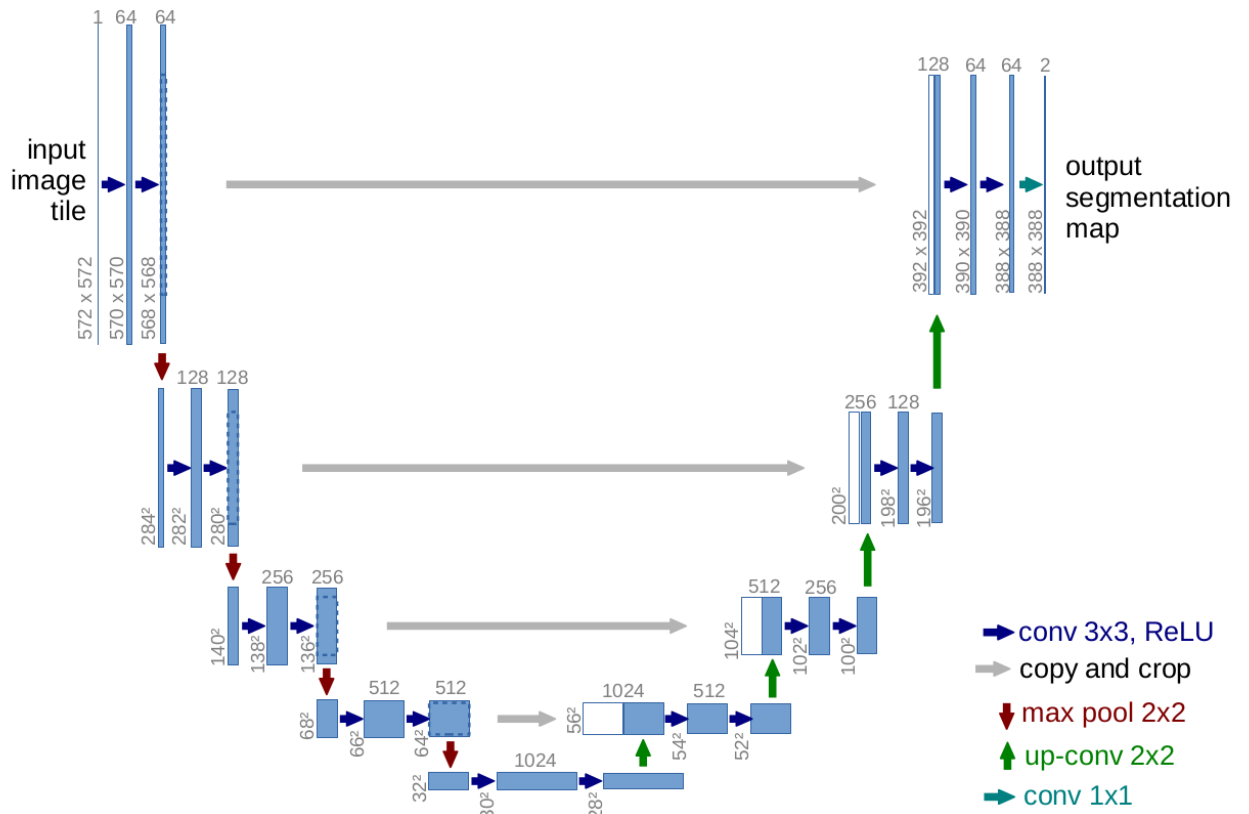 1 64 64
128 64 64 2
input
image
tile
output
segmentation
map
572 x 572
570 x 570
568 x 568
392 x 392
390 x 390
388 x 388
388 x 388
128 128
256 128
284²
282²
280²
200²
198²
196²
256 256
512 256
140²
138²
136²
104²
102²
100²
conv 3x3, ReLU
copy and crop
max pool 2x2
up-conv 2x2
conv 1x1
512 512
1024 512
68²
66²
64²
56²
54²
52²
1024
32²
30²
28²